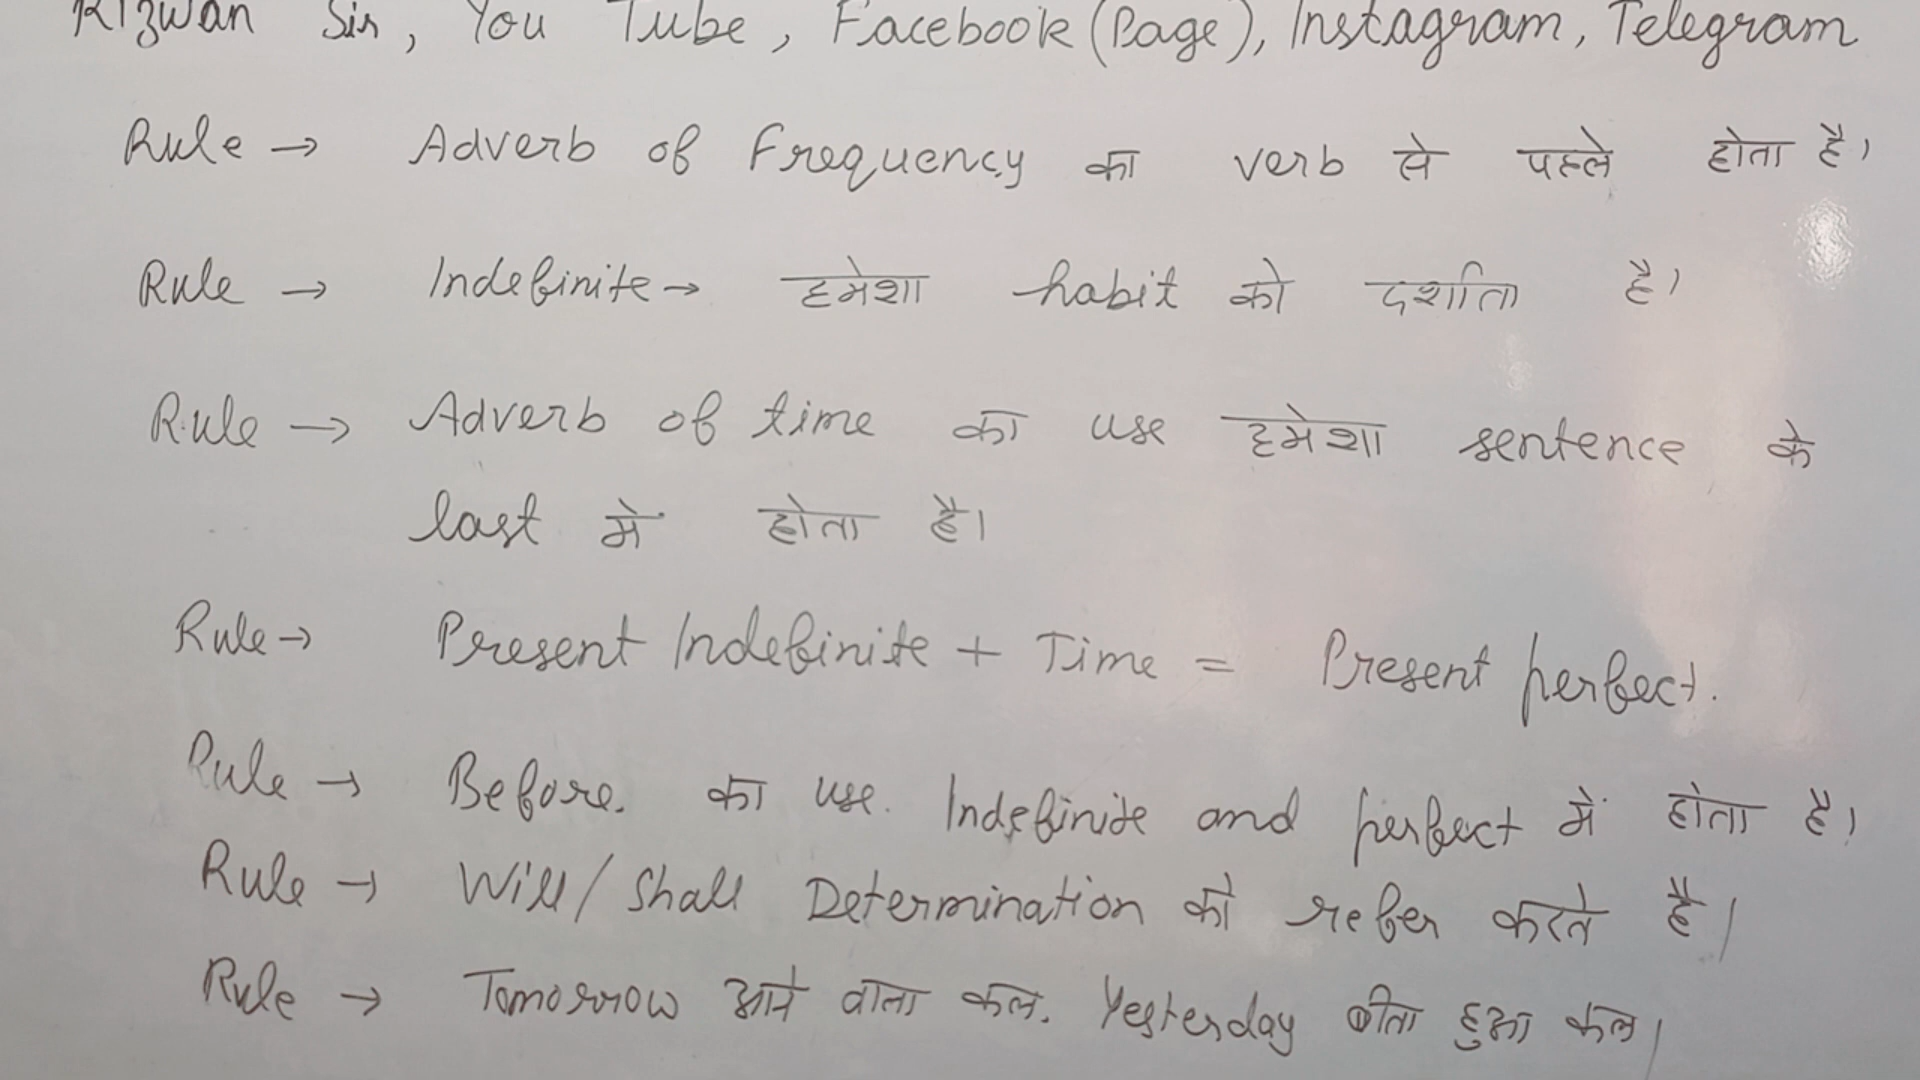 Rizwan Sir, You Tube, Facebook (Page), Instagram, Telegram
Rule → Adverb of Frequency का verb से पहले होता है।
Rule → Indefinite → हमेशा habit को दर्शाता है।
Rule → Adverb of time का use हमेशा sentence के
last में होता है।
Rule → Present Indefinite + Time = Present perfect.
Rule → Before. का use. Indefinite and perfect में होता है।
Rule → Will/Shall Determination को refer करते है।
Rule → Tomorrow आने वाला कल. Yesterday बीता हुआ कल।